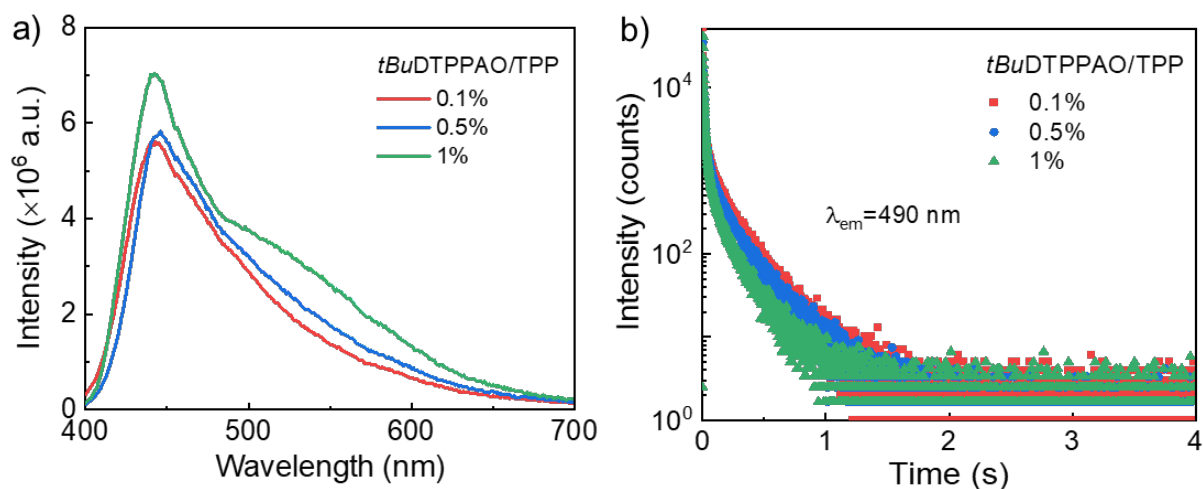 a)
tBuDTPPAO/TPP
0.1%
0.5%
1%
Intensity (×10⁶ a.u.)
8
6
4
2
0
400
500
600
700
Wavelength (nm)
b)
tBuDTPPAO/TPP
0.1%
0.5%
1%
λem=490 nm
Intensity (counts)
10⁴
10²
10⁰
0
1
2
3
4
Time (s)